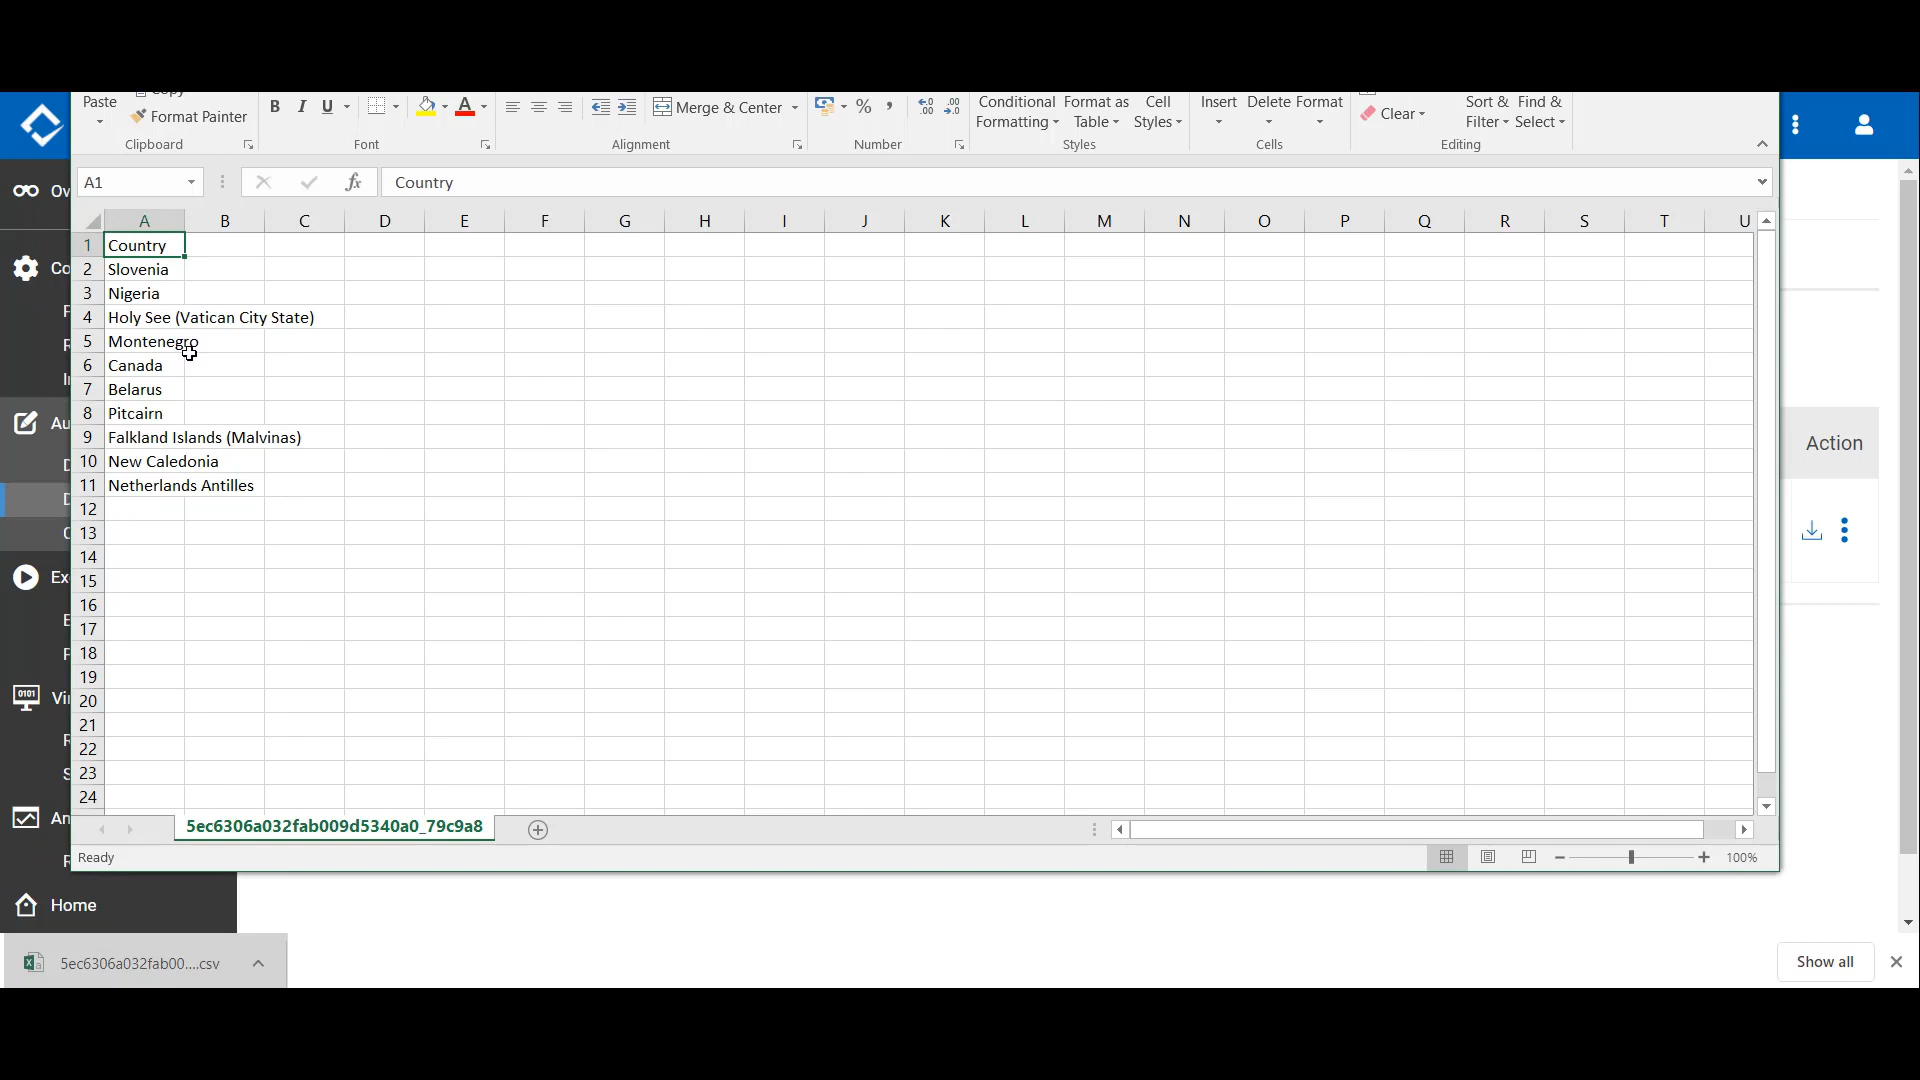 Paste
Copy
Format Painter
Clipboard
B I U
A
Font
Merge & Center
Alignment
% ,
Number
Conditional Formatting
Format as Table
Cell Styles
Styles
Insert
Delete
Format
Cells
Clear
Sort & Filter
Find & Select
Editing
A1
fx
Country
A B C D E F G H I J K L M N O P Q R S T U
1 Country
2 Slovenia
3 Nigeria
4 Holy See (Vatican City State)
5 Montenegro
6 Canada
7 Belarus
8 Pitcairn
9 Falkland Islands (Malvinas)
10 New Caledonia
11 Netherlands Antilles
12
13
14
15
16
17
18
19
20
21
22
23
24
5ec6306a032fab009d5340a0_79c9a8
Ready
100%
Action
Home
5ec6306a032fab00....csv
Show all